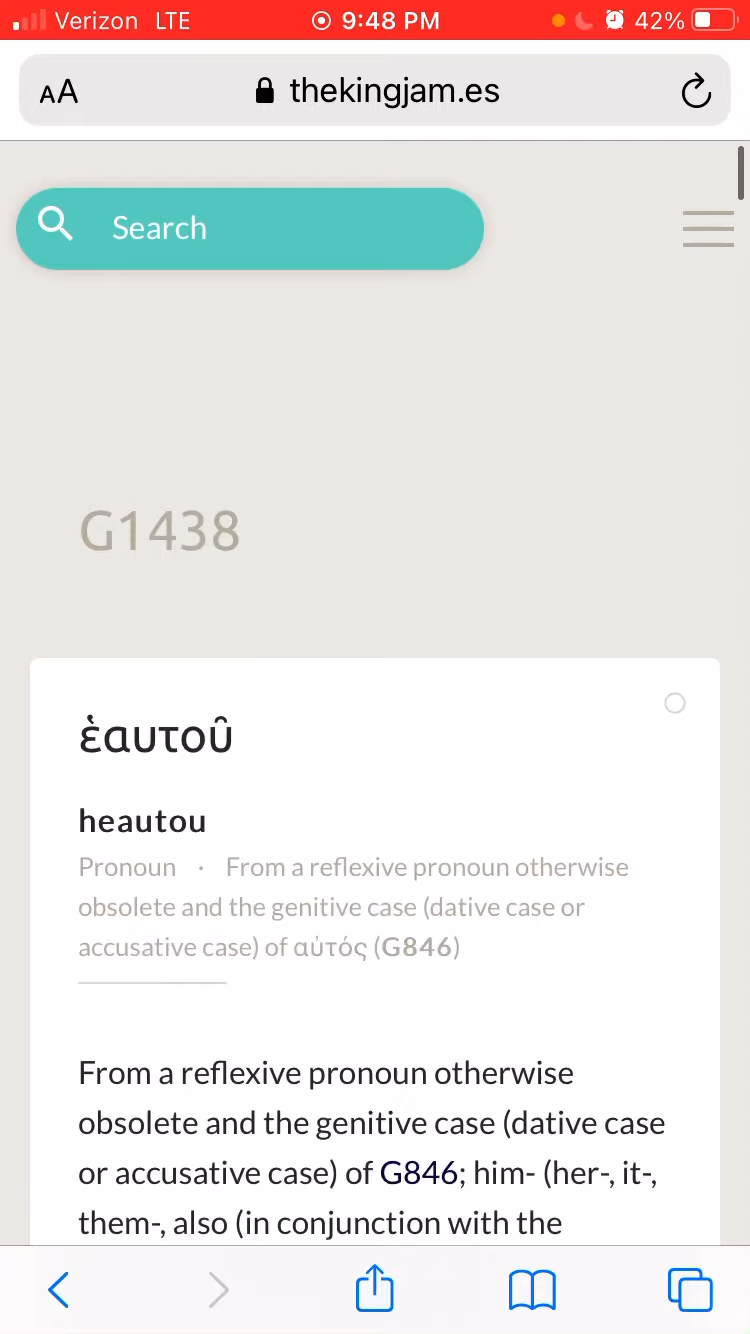 Verizon LTE 9:48 PM 42%
AA thekingjam.es
Search
G1438
ἑαυτοῦ
heautou
Pronoun · From a reflexive pronoun otherwise
obsolete and the genitive case (dative case or
accusative case) of αὐτός (G846)
From a reflexive pronoun otherwise
obsolete and the genitive case (dative case
or accusative case) of G846; him- (her-, it-,
them-, also (in conjunction with the